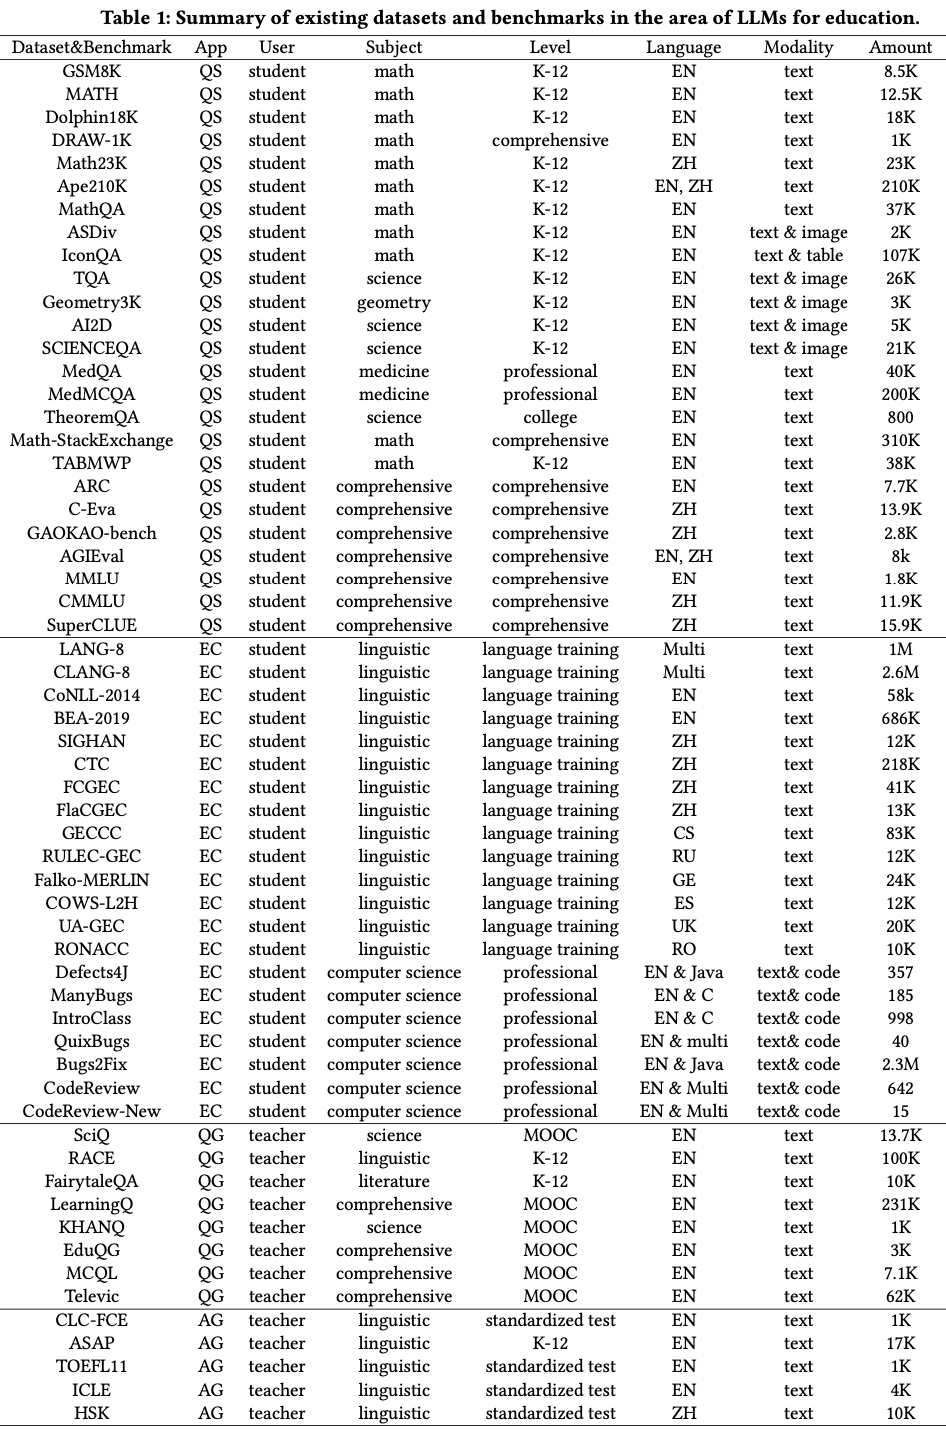 Table 1: Summary of existing datasets and benchmarks in the area of LLMs for education.
Dataset&Benchmark App User Subject Level Language Modality Amount
GSM8K QS student math K-12 EN text 8.5K
MATH QS student math K-12 EN text 12.5K
Dolphin18K QS student math K-12 EN text 18K
DRAW-1K QS student math comprehensive EN text 1K
Math23K QS student math K-12 ZH text 23K
Ape210K QS student math K-12 EN, ZH text 210K
MathQA QS student math K-12 EN text 37K
ASDiv QS student math K-12 EN text & image 2K
IconQA QS student math K-12 EN text & table 107K
TQA QS student science K-12 EN text & image 26K
Geometry3K QS student geometry K-12 EN text & image 3K
AI2D QS student science K-12 EN text & image 5K
SCIENCEQA QS student science K-12 EN text & image 21K
MedQA QS student medicine professional EN text 40K
MedMCQA QS student medicine professional EN text 200K
TheoremQA QS student science college EN text 800
Math-StackExchange QS student math comprehensive EN text 310K
TABMWP QS student math K-12 EN text 38K
ARC QS student comprehensive comprehensive EN text 7.7K
C-Eva QS student comprehensive comprehensive ZH text 13.9K
GAOKAO-bench QS student comprehensive comprehensive ZH text 2.8K
AGIEval QS student comprehensive comprehensive EN, ZH text 8k
MMLU QS student comprehensive comprehensive EN text 1.8K
CMMLU QS student comprehensive comprehensive ZH text 11.9K
SuperCLUE QS student comprehensive comprehensive ZH text 15.9K
LANG-8 EC student linguistic language training Multi text 1M
CLANG-8 EC student linguistic language training Multi text 2.6M
CoNLL-2014 EC student linguistic language training EN text 58k
BEA-2019 EC student linguistic language training EN text 686K
SIGHAN EC student linguistic language training ZH text 12K
CTC EC student linguistic language training ZH text 218K
FCGEC EC student linguistic language training ZH text 41K
FlaCGEC EC student linguistic language training ZH text 13K
GECCC EC student linguistic language training CS text 83K
RULEC-GEC EC student linguistic language training RU text 12K
Falko-MERLIN EC student linguistic language training GE text 24K
COWS-L2H EC student linguistic language training ES text 12K
UA-GEC EC student linguistic language training UK text 20K
RONACC EC student linguistic language training RO text 10K
Defects4J EC student computer science professional EN & Java text& code 357
ManyBugs EC student computer science professional EN & C text& code 185
IntroClass EC student computer science professional EN & C text& code 998
QuixBugs EC student computer science professional EN & multi text& code 40
Bugs2Fix EC student computer science professional EN & Java text& code 2.3M
CodeReview EC student computer science professional EN & Multi text& code 642
CodeReview-New EC student computer science professional EN & Multi text& code 15
SciQ QG teacher science MOOC EN text 13.7K
RACE QG teacher linguistic K-12 EN text 100K
FairytaleQA QG teacher literature K-12 EN text 10K
LearningQ QG teacher comprehensive MOOC EN text 231K
KHANQ QG teacher science MOOC EN text 1K
EduQG QG teacher comprehensive MOOC EN text 3K
MCQL QG teacher comprehensive MOOC EN text 7.1K
Televic QG teacher comprehensive MOOC EN text 62K
CLC-FCE AG teacher linguistic standardized test EN text 1K
ASAP AG teacher linguistic K-12 EN text 17K
TOEFL11 AG teacher linguistic standardized test EN text 1K
ICLE AG teacher linguistic standardized test EN text 4K
HSK AG teacher linguistic standardized test ZH text 10K